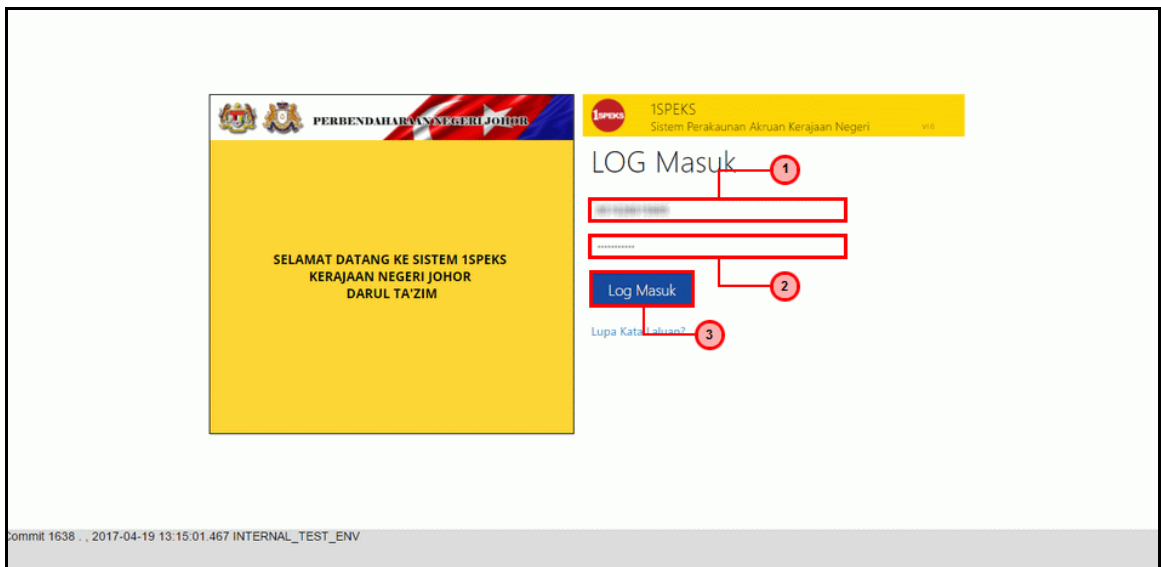 PERBENDAHARAAN NEGERI JOHOR
SELAMAT DATANG KE SISTEM 1SPEKS
KERAJAAN NEGERI JOHOR
DARUL TA'ZIM
1SPEKS
1SPEKS
Sistem Perakaunan Akruan Kerajaan Negeri
V1.0
LOG Masuk
1
2
Log Masuk
Lupa Kata Laluan?
3
Commit 1638 . , 2017-04-19 13:15:01.467 INTERNAL_TEST_ENV